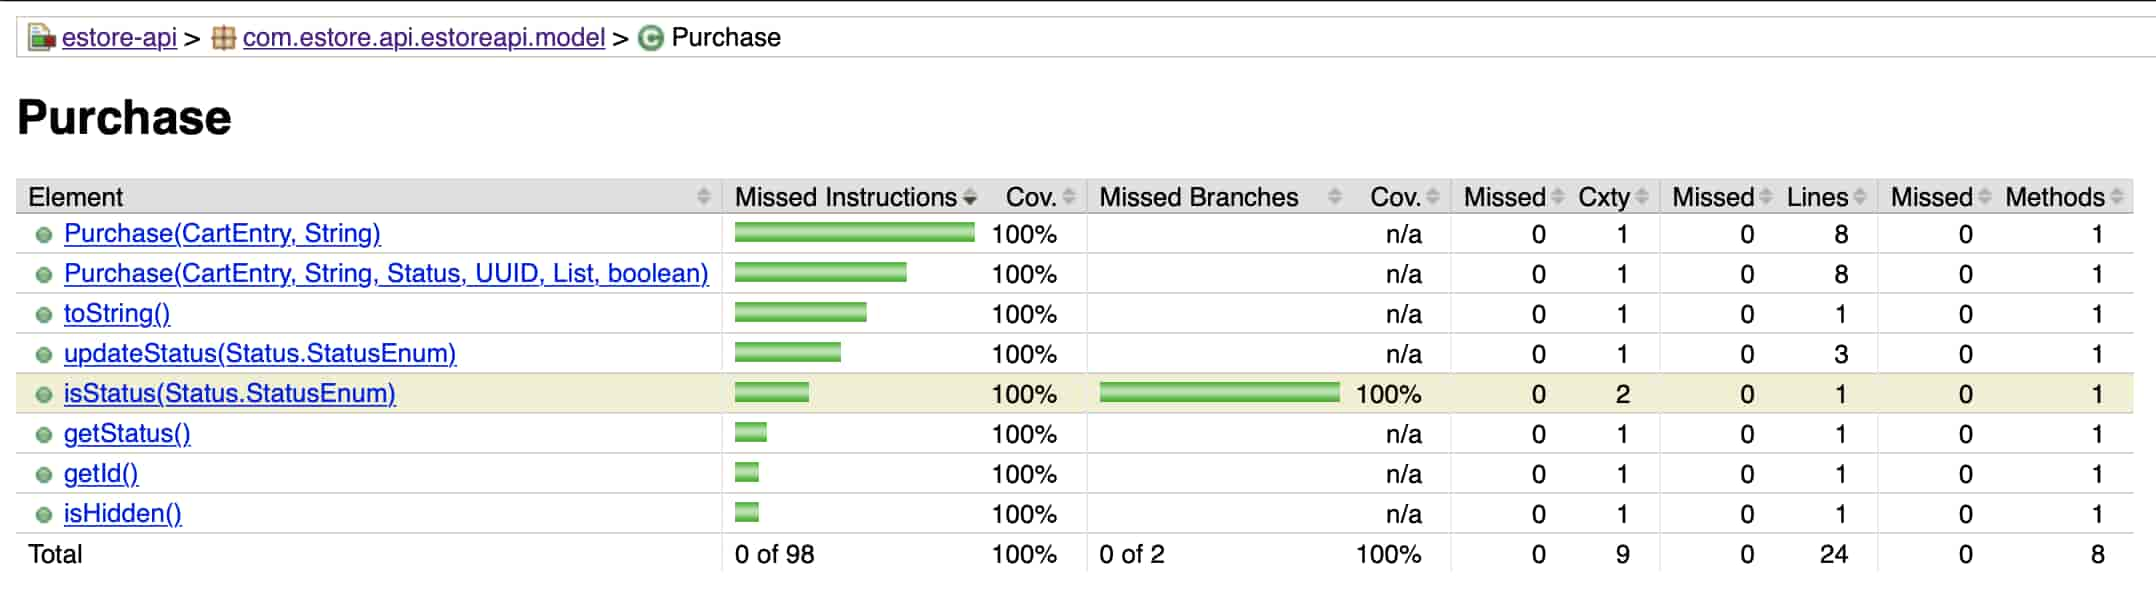 estore-api > com.estore.api.estoreapi.model > C Purchase
Purchase
Element Missed Instructions Cov. Missed Branches Cov. Missed Cxty Missed Lines Missed Methods
Purchase(CartEntry, String) 100% n/a 0 1 0 8 0 1
Purchase(CartEntry, String, Status, UUID, List, boolean) 100% n/a 0 1 0 8 0 1
toString() 100% n/a 0 1 0 1 0 1
updateStatus(Status.StatusEnum) 100% n/a 0 1 0 3 0 1
isStatus(Status.StatusEnum) 100% 100% 0 2 0 1 0 1
getStatus() 100% n/a 0 1 0 1 0 1
getId() 100% n/a 0 1 0 1 0 1
isHidden() 100% n/a 0 1 0 1 0 1
Total 0 of 98 100% 0 of 2 100% 0 9 0 24 0 8